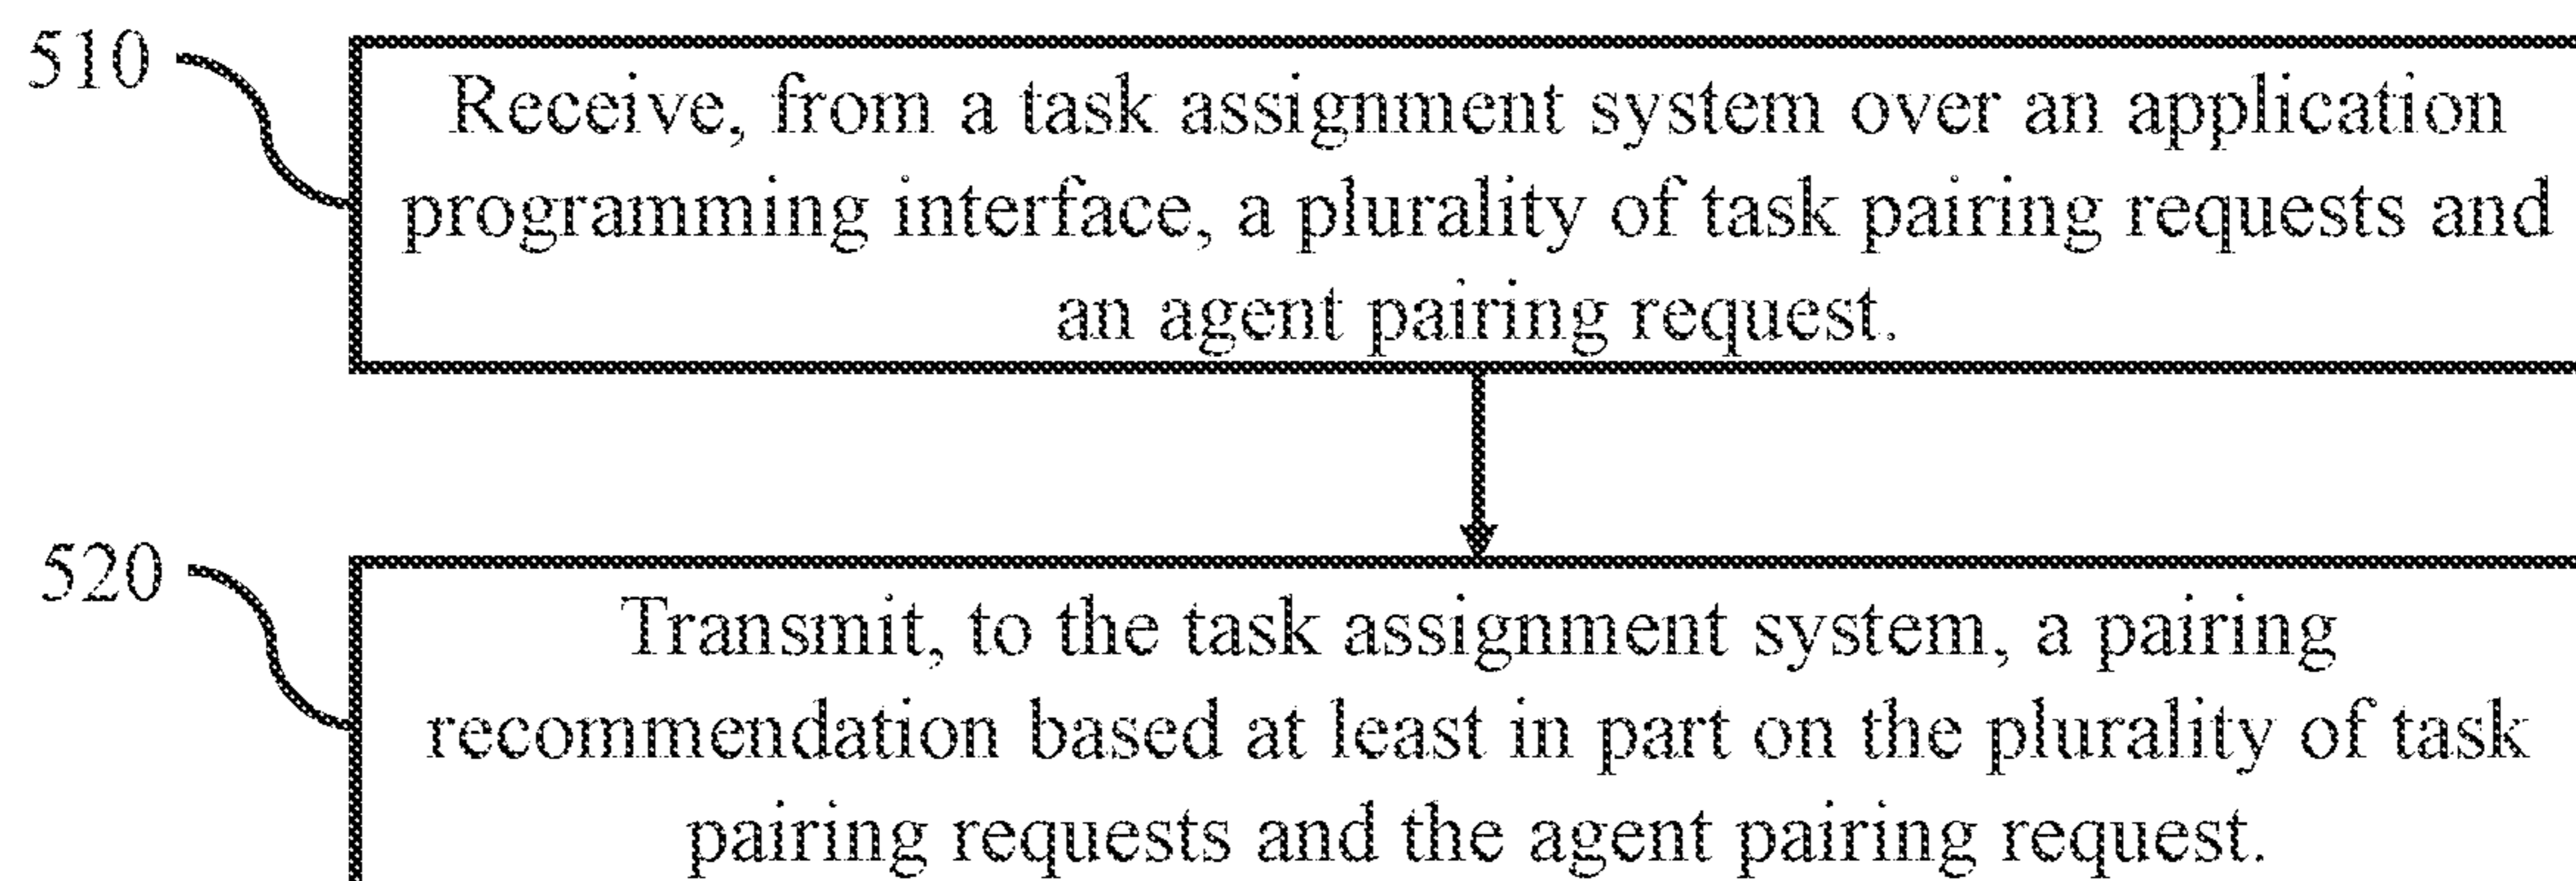 510
Receive, from a task assignment system over an application
programming interface, a plurality of task pairing requests and
an agent pairing request.
520
Transmit, to the task assignment system, a pairing
recommendation based at least in part on the plurality of task
pairing requests and the agent pairing request.